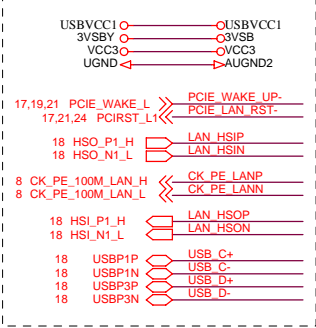 USBVCC1 USBVCC1
3VSBY 3VSB
VCC3 VCC3
UGND AUGND2
17,19,21 PCIE_WAKE_L PCIE_WAKE_UP-
17,21,24 PCIRST_L1 PCIE_LAN_RST-
18 HSO_P1_H LAN_HSIP
18 HSO_N1_L LAN_HSIN
8 CK_PE_100M_LAN_H CK_PE_LANP
8 CK_PE_100M_LAN_L CK_PE_LANN
18 HSI_P1_H LAN_HSOP
18 HSI_N1_L LAN_HSON
18 USBP1P USB_C+
18 USBP1N USB_C-
18 USBP3P USB_D+
18 USBP3N USB_D-